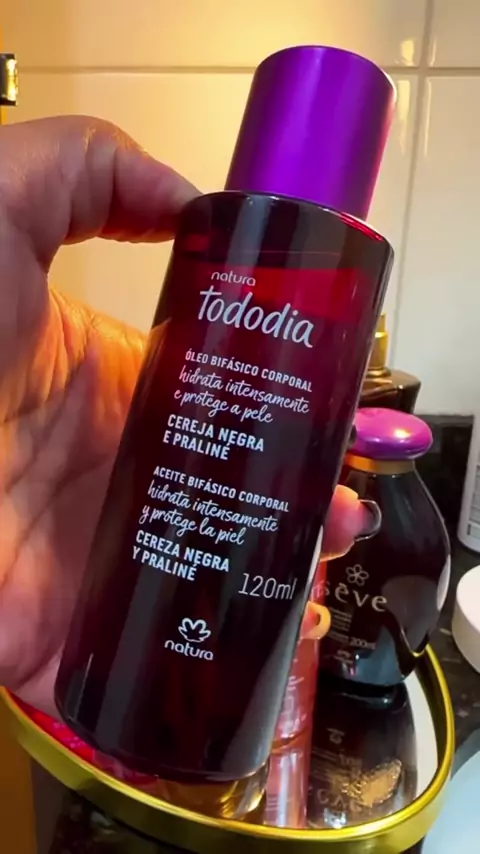 natura
tododia
ÓLEO BIFÁSICO CORPORAL
hidrata intensamente
e protege a pele
CEREJA NEGRA
E PRALINÉ
ACEITE BIFÁSICO CORPORAL
hidrata intensamente
y protege la piel
CEREZA NEGRA
Y PRALINÉ
120ml
natura
sève
200ml